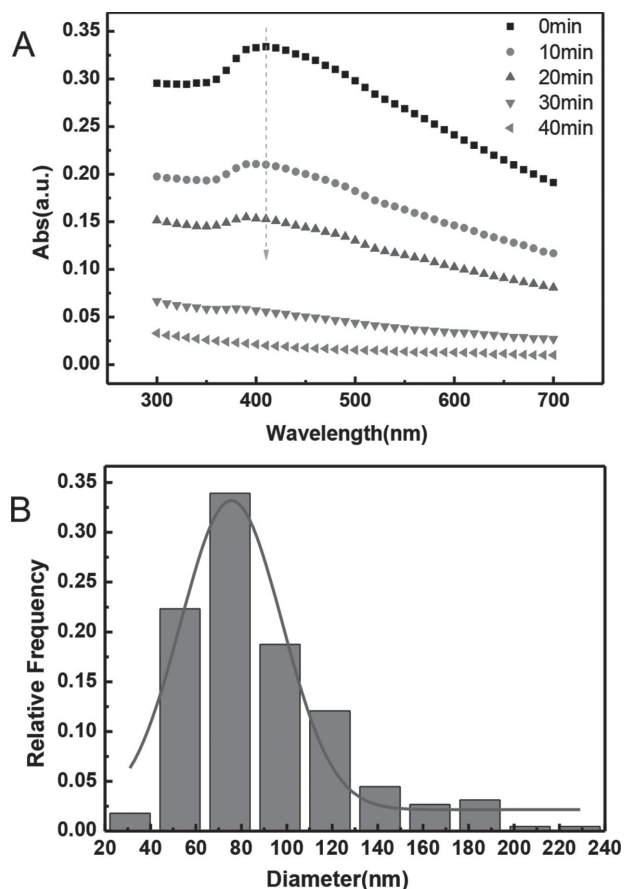 A
0.35
0.30
0.25
0.20
0.15
0.10
0.05
0.00
Abs(a.u.)
0min
10min
20min
30min
40min
300 400 500 600 700
Wavelength(nm)
B
0.35
0.30
0.25
0.20
0.15
0.10
0.05
0.00
Relative Frequency
20 40 60 80 100 120 140 160 180 200 220 240
Diameter(nm)